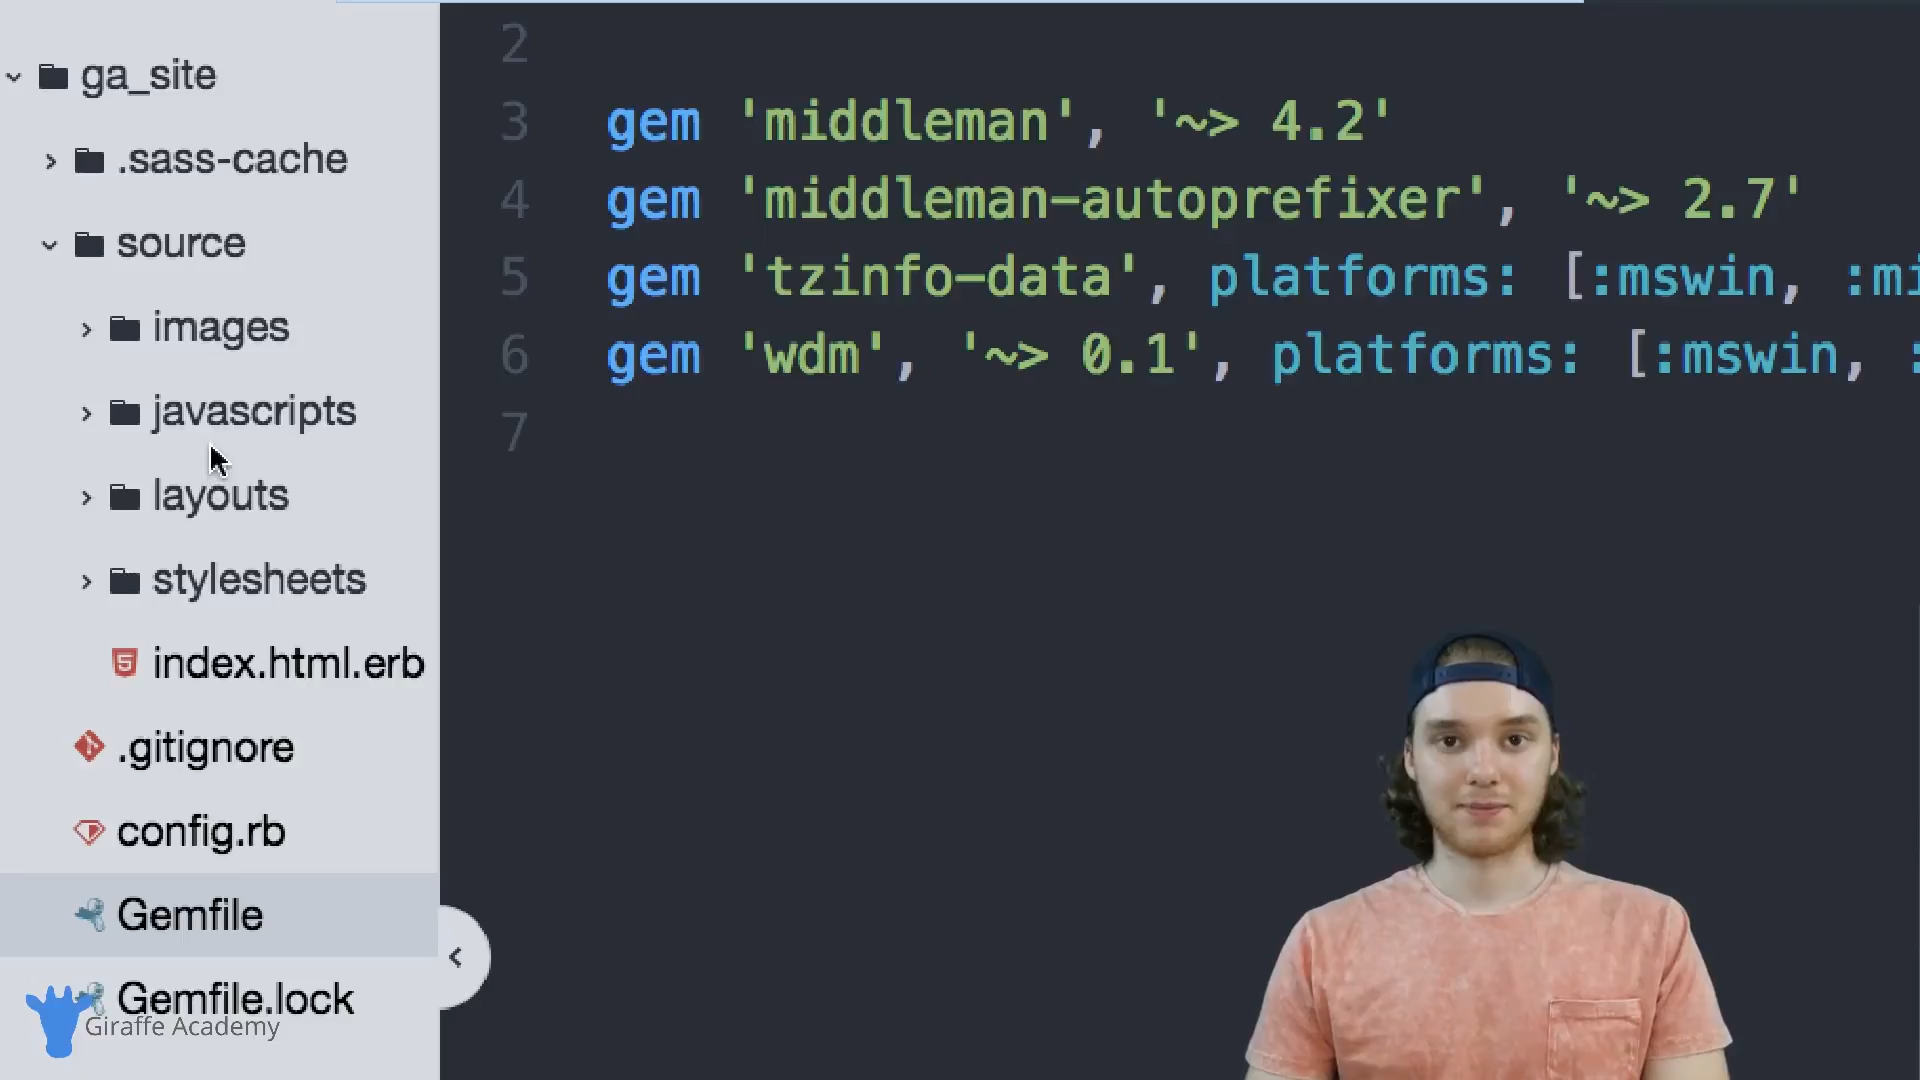 ga_site
.sass-cache
source
images
javascripts
layouts
stylesheets
index.html.erb
.gitignore
config.rb
Gemfile
Gemfile.lock
Giraffe Academy
2
3 gem 'middleman', '~> 4.2'
4 gem 'middleman-autoprefixer', '~> 2.7'
5 gem 'tzinfo-data', platforms: [:mswin, :mi
6 gem 'wdm', '~> 0.1', platforms: [:mswin, :
7